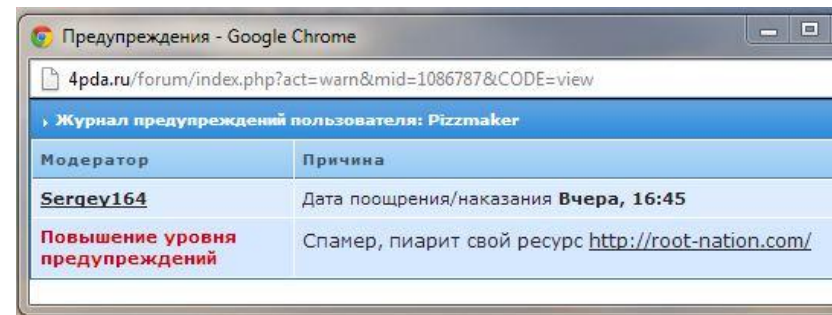 Предупреждения - Google Chrome
4pda.ru/forum/index.php?act=warn&mid=1086787&CODE=view
Журнал предупреждений пользователя: Pizzmaker
Модератор Причина
Sergey164 Дата поощрения/наказания Вчера, 16:45
Повышение уровня
предупреждений
Спамер, пиарит свой ресурс http://root-nation.com/